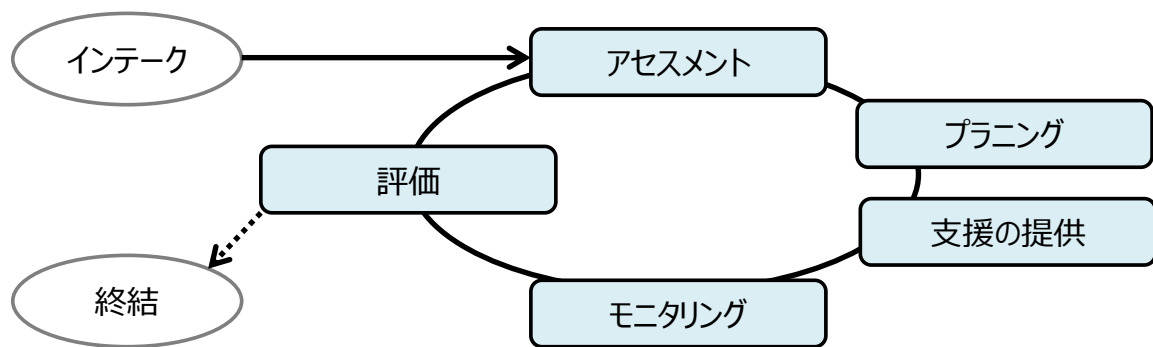 インテーク
アセスメント
プラニング
支援の提供
モニタリング
評価
終結